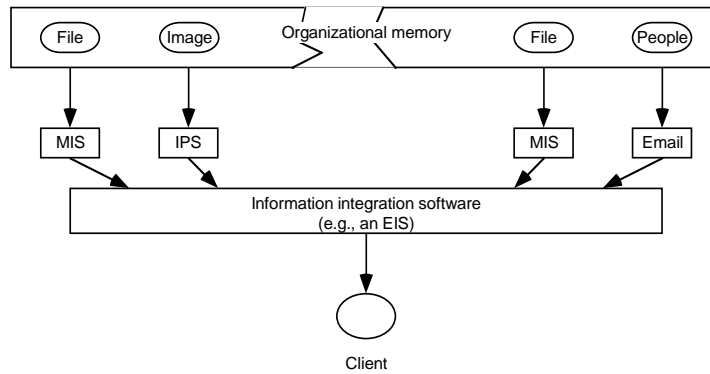 File
Image
Organizational memory
File
People
MIS
IPS
MIS
Email
Information integration software
(e.g., an EIS)
Client